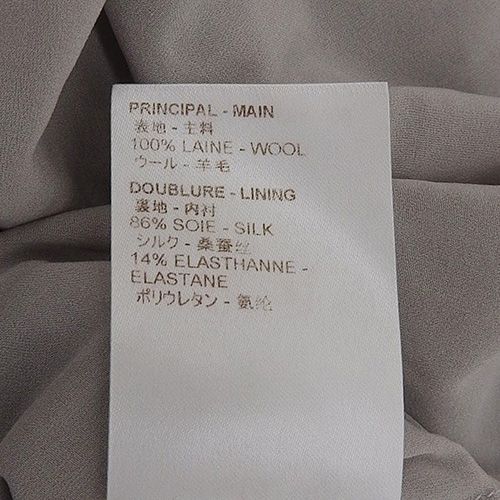 PRINCIPAL - MAIN
表地 - 主料
100% LAINE - WOOL
ウール - 羊毛
DOUBLURE - LINING
裏地 - 内衬
86% SOIE - SILK
シルク - 桑蚕丝
14% ELASTHANNE -
ELASTANE
ポリウレタン - 氨纶